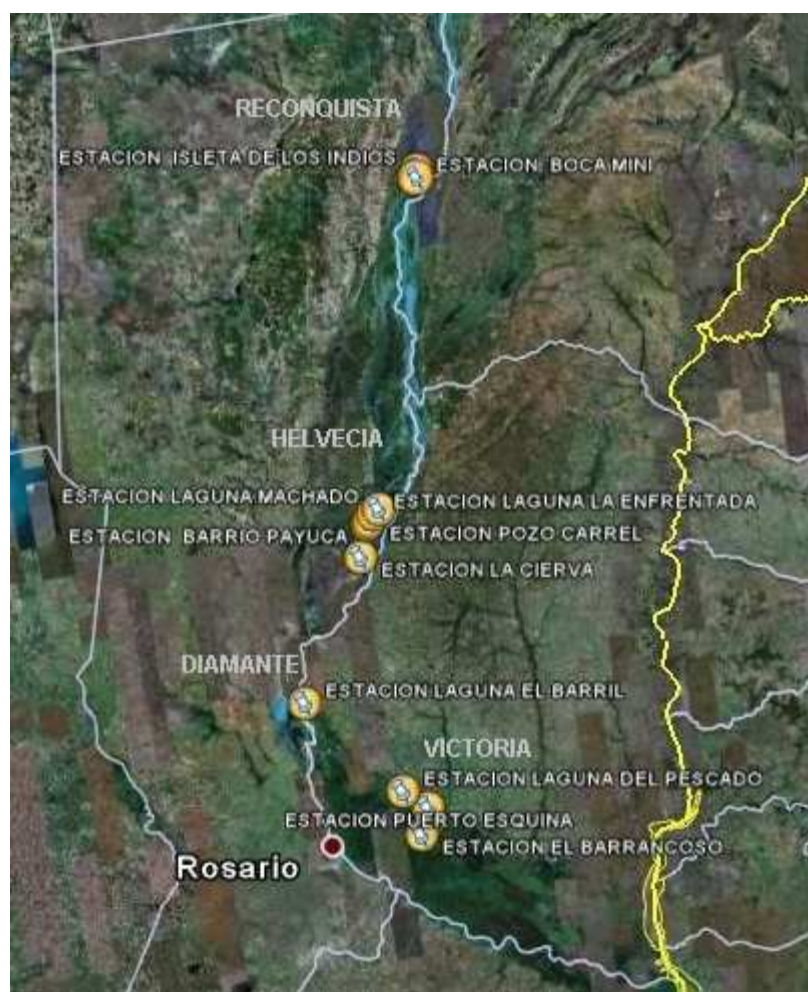 RECONQUISTA
ESTACION ISLETA DE LOS INDIOS
ESTACION BOCA MINI
HELVECIA
ESTACION LAGUNA MACHADO
ESTACION LAGUNA LA ENFRENTADA
ESTACION BARRIO PAYUCA
ESTACION POZO CARREL
ESTACION LA CIERVA
DIAMANTE
ESTACION LAGUNA EL BARRIL
VICTORIA
ESTACION LAGUNA DEL PESCADO
ESTACION PUERTO ESQUINA
ESTACION EL BARRANCOSO
Rosario